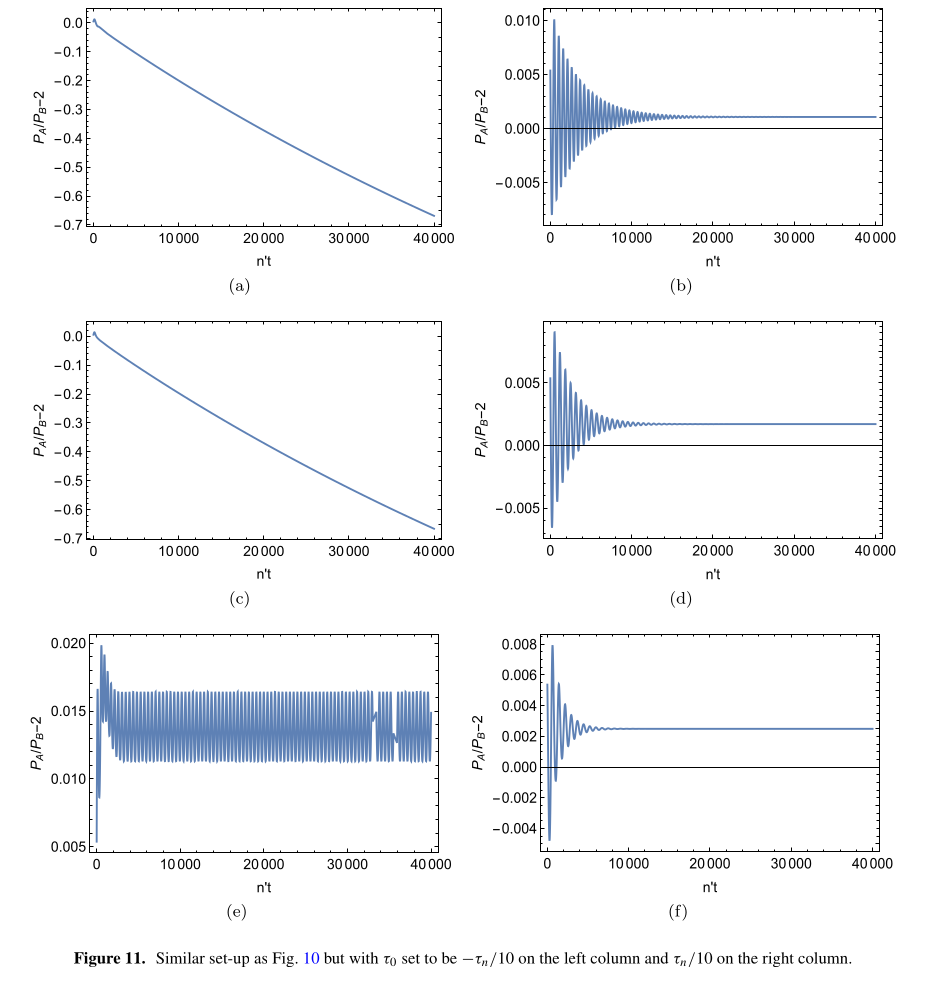 0.0
−0.1
−0.2
−0.3
−0.4
−0.5
−0.6
−0.7
P_A/P_B−2
0 10000 20000 30000 40000
n't
(a)
0.010
0.005
0.000
−0.005
P_A/P_B−2
0 10000 20000 30000 40000
n't
(b)
0.0
−0.1
−0.2
−0.3
−0.4
−0.5
−0.6
−0.7
P_A/P_B−2
0 10000 20000 30000 40000
n't
(c)
0.005
0.000
−0.005
P_A/P_B−2
0 10000 20000 30000 40000
n't
(d)
0.020
0.015
0.010
0.005
P_A/P_B−2
0 10000 20000 30000 40000
n't
(e)
0.008
0.006
0.004
0.002
0.000
−0.002
−0.004
P_A/P_B−2
0 10000 20000 30000 40000
n't
(f)
Figure 11. Similar set-up as Fig. 10 but with τ₀ set to be −τₙ/10 on the left column and τₙ/10 on the right column.